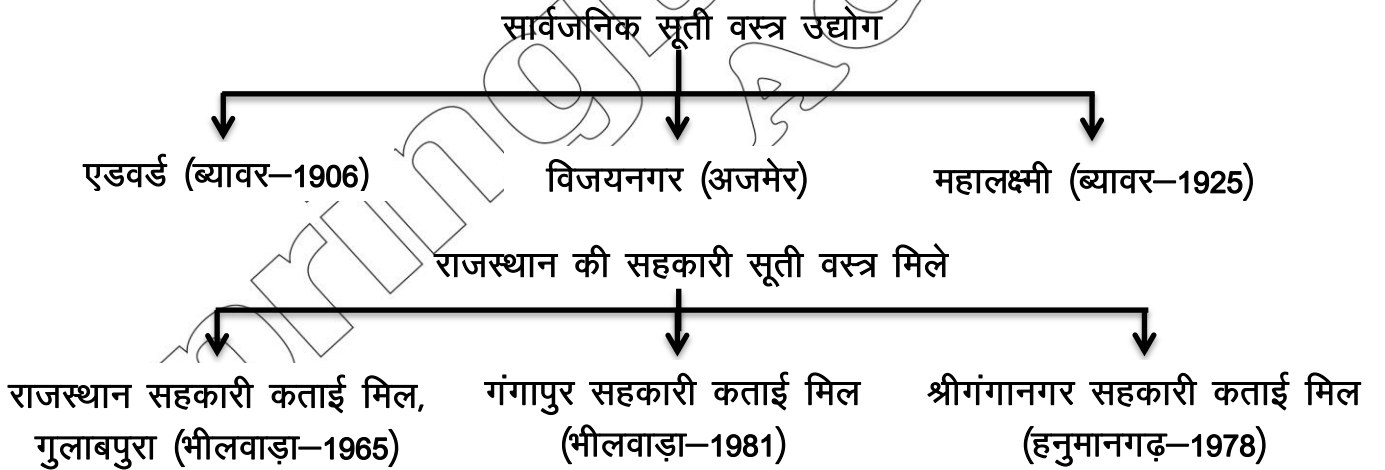 सार्वजनिक सूती वस्त्र उद्योग
एडवर्ड (ब्यावर–1906)
विजयनगर (अजमेर)
महालक्ष्मी (ब्यावर–1925)
राजस्थान की सहकारी सूती वस्त्र मिले
राजस्थान सहकारी कताई मिल,
गुलाबपुरा (भीलवाड़ा–1965)
गंगापुर सहकारी कताई मिल
(भीलवाड़ा–1981)
श्रीगंगानगर सहकारी कताई मिल
(हनुमानगढ़–1978)